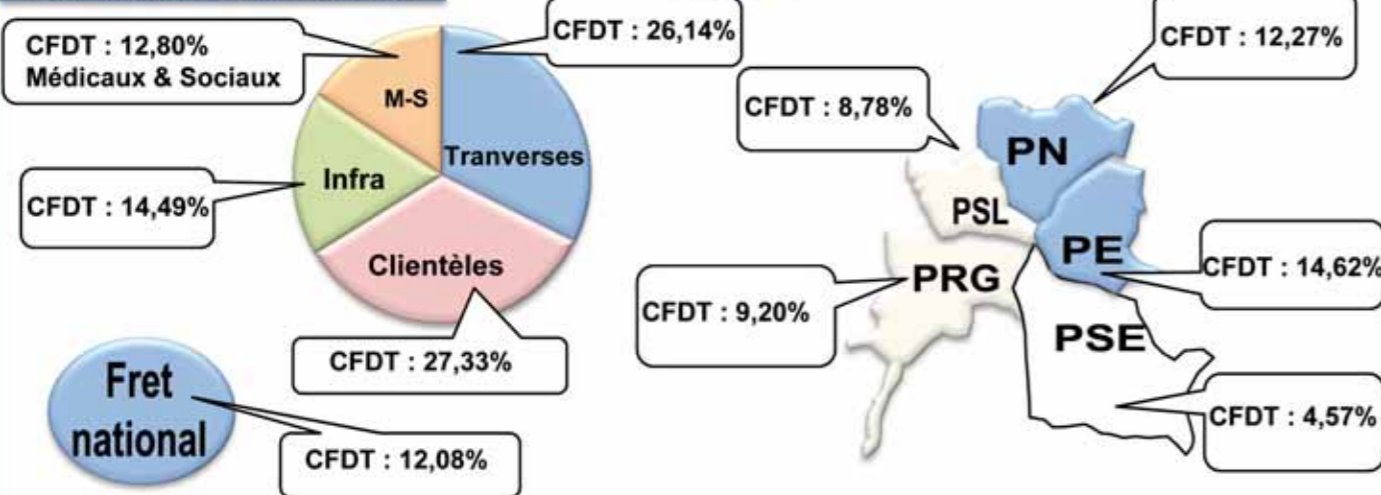 CFDT : 12,80%
Médicaux & Sociaux
CFDT : 26,14%
M-S
Tranverses
Infra
CFDT : 14,49%
Clientèles
CFDT : 27,33%
Fret
national
CFDT : 12,08%
CFDT : 12,27%
CFDT : 8,78%
PN
PSL
PE
CFDT : 14,62%
PRG
CFDT : 9,20%
PSE
CFDT : 4,57%